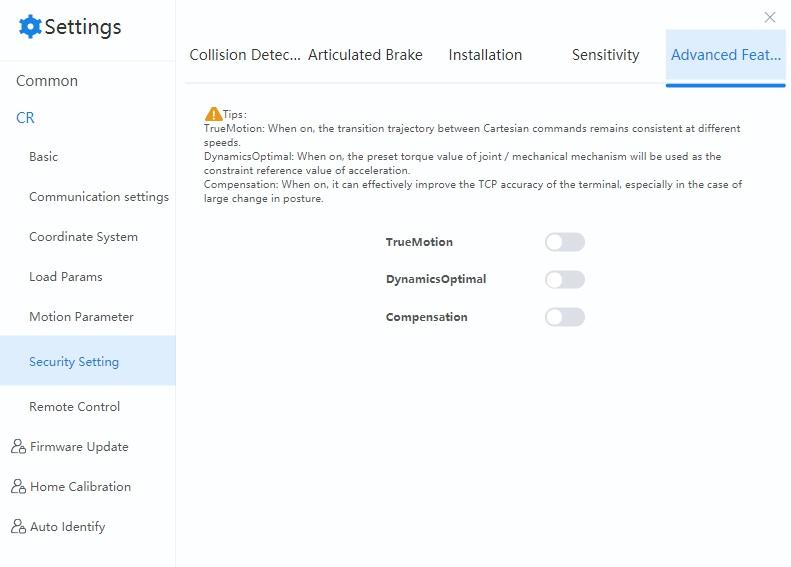 Settings
Common
CR
Basic
Communication settings
Coordinate System
Load Params
Motion Parameter
Security Setting
Remote Control
Firmware Update
Home Calibration
Auto Identify
Collision Detec... Articulated Brake Installation Sensitivity Advanced Feat...
Tips:
TrueMotion: When on, the transition trajectory between Cartesian commands remains consistent at different
speeds.
DynamicsOptimal: When on, the preset torque value of joint / mechanical mechanism will be used as the
constraint reference value of acceleration.
Compensation: When on, it can effectively improve the TCP accuracy of the terminal, especially in the case of
large change in posture.
TrueMotion
DynamicsOptimal
Compensation